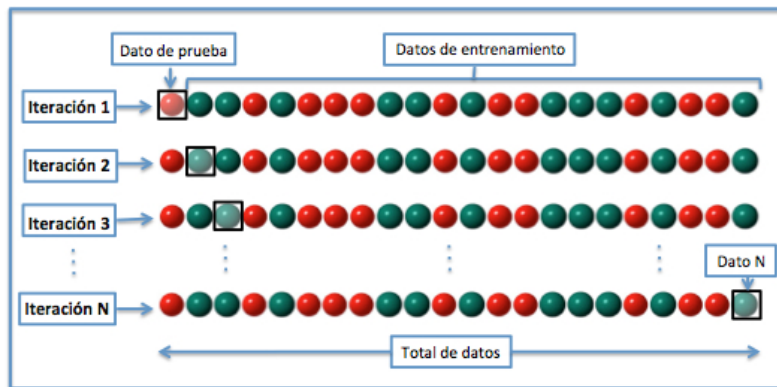 Dato de prueba
Datos de entrenamiento
Iteración 1
Iteración 2
Iteración 3
Dato N
Iteración N
Total de datos